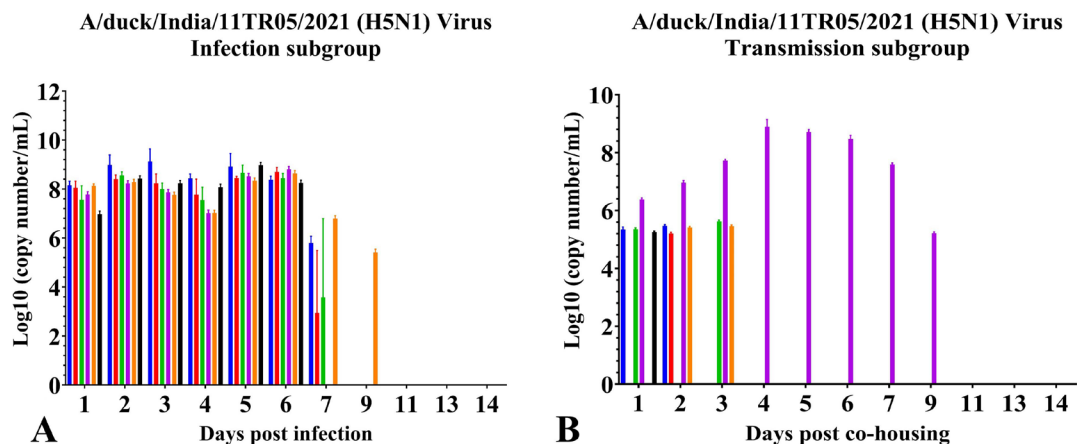 A/duck/India/11TR05/2021 (H5N1) Virus
Infection subgroup
Log10 (copy number/mL)
12
10
8
6
4
2
0
1 2 3 4 5 6 7 9 11 13 14
Days post infection
A
A/duck/India/11TR05/2021 (H5N1) Virus
Transmission subgroup
Log10 (copy number/mL)
10
8
6
4
2
0
1 2 3 4 5 6 7 9 11 13 14
Days post co-housing
B